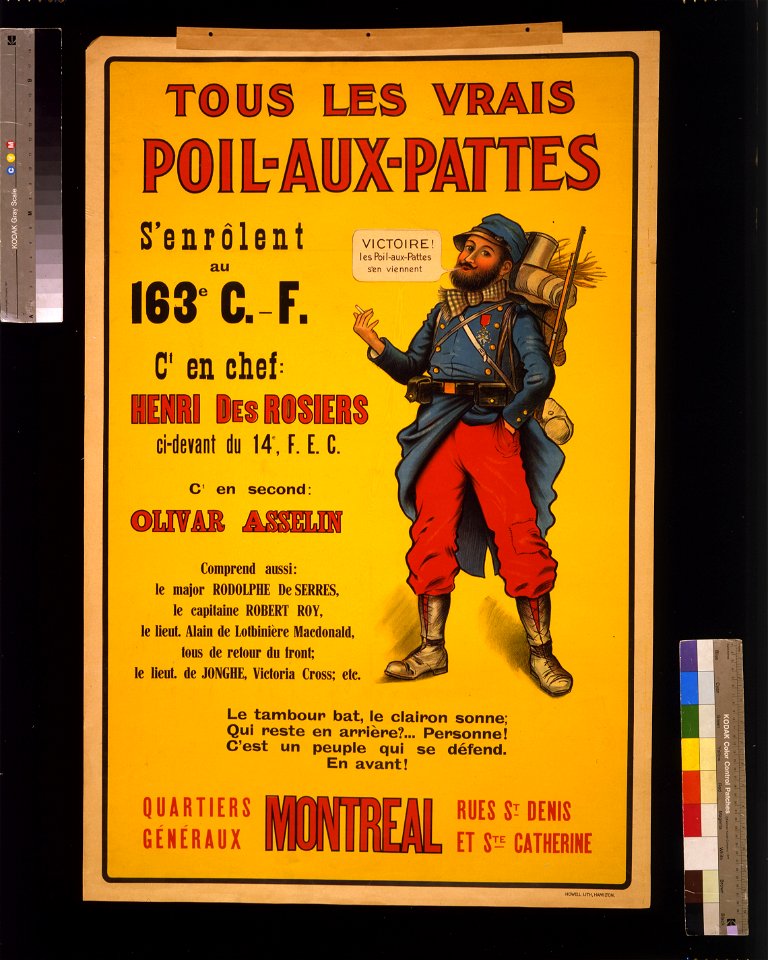 TOUS LES VRAIS
POIL-AUX-PATTES
S'enrôlent
au
163e C.-F.
Ct en chef:
HENRI DES ROSIERS
ci-devant du 14e, F. E. C.
Ct en second:
OLIVAR ASSELIN
Comprend aussi:
le major RODOLPHE De SERRES,
le capitaine ROBERT ROY,
le lieut. Alain de Lotbinière Macdonald,
tous de retour du front;
le lieut. de JONGHE, Victoria Cross; etc.
VICTOIRE!
les Poil-aux-Pattes
s'en viennent
Le tambour bat, le clairon sonne;
Qui reste en arrière?... Personne!
C'est un peuple qui se défend.
En avant!
QUARTIERS
GÉNÉRAUX
MONTREAL
RUES ST DENIS
ET STE CATHERINE
HOWELL LITH, HAMILTON.
KODAK Gray Scale
C Y M
KODAK Color Control Patches